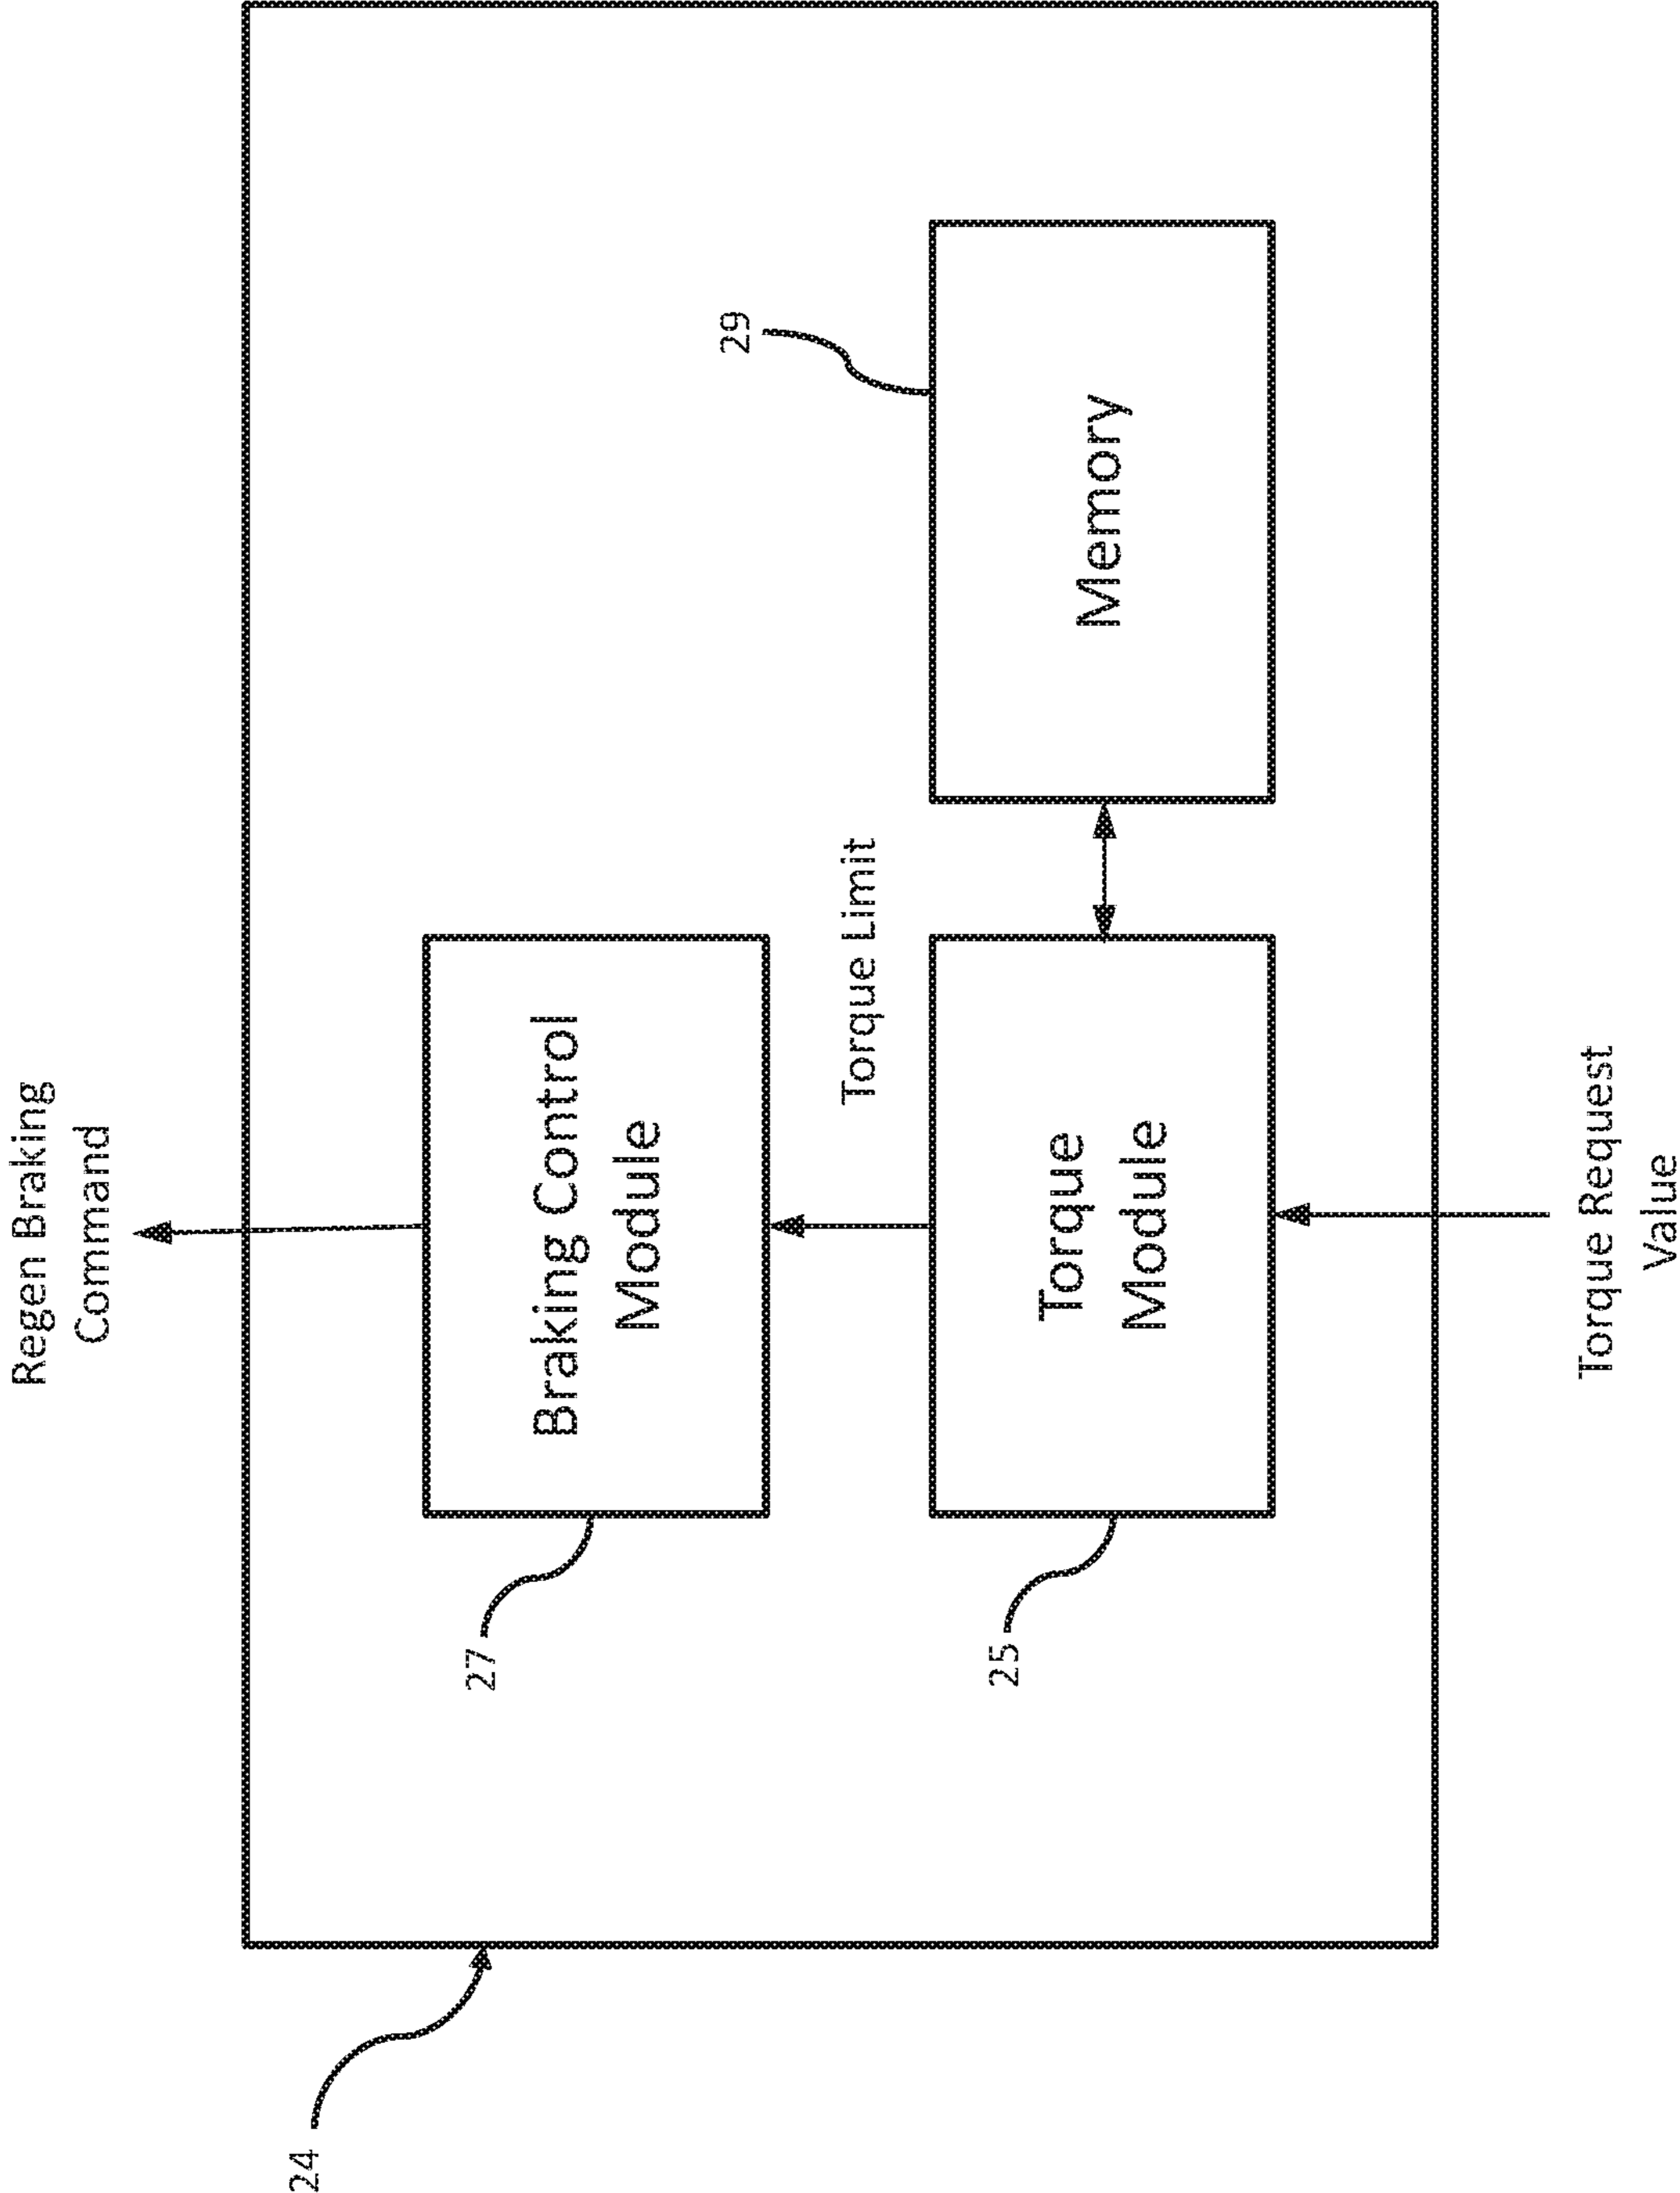 Regen Braking
Command
24
27
Braking Control
Module
Torque Limit
29
25
Torque
Module
Memory
Torque Request
Value